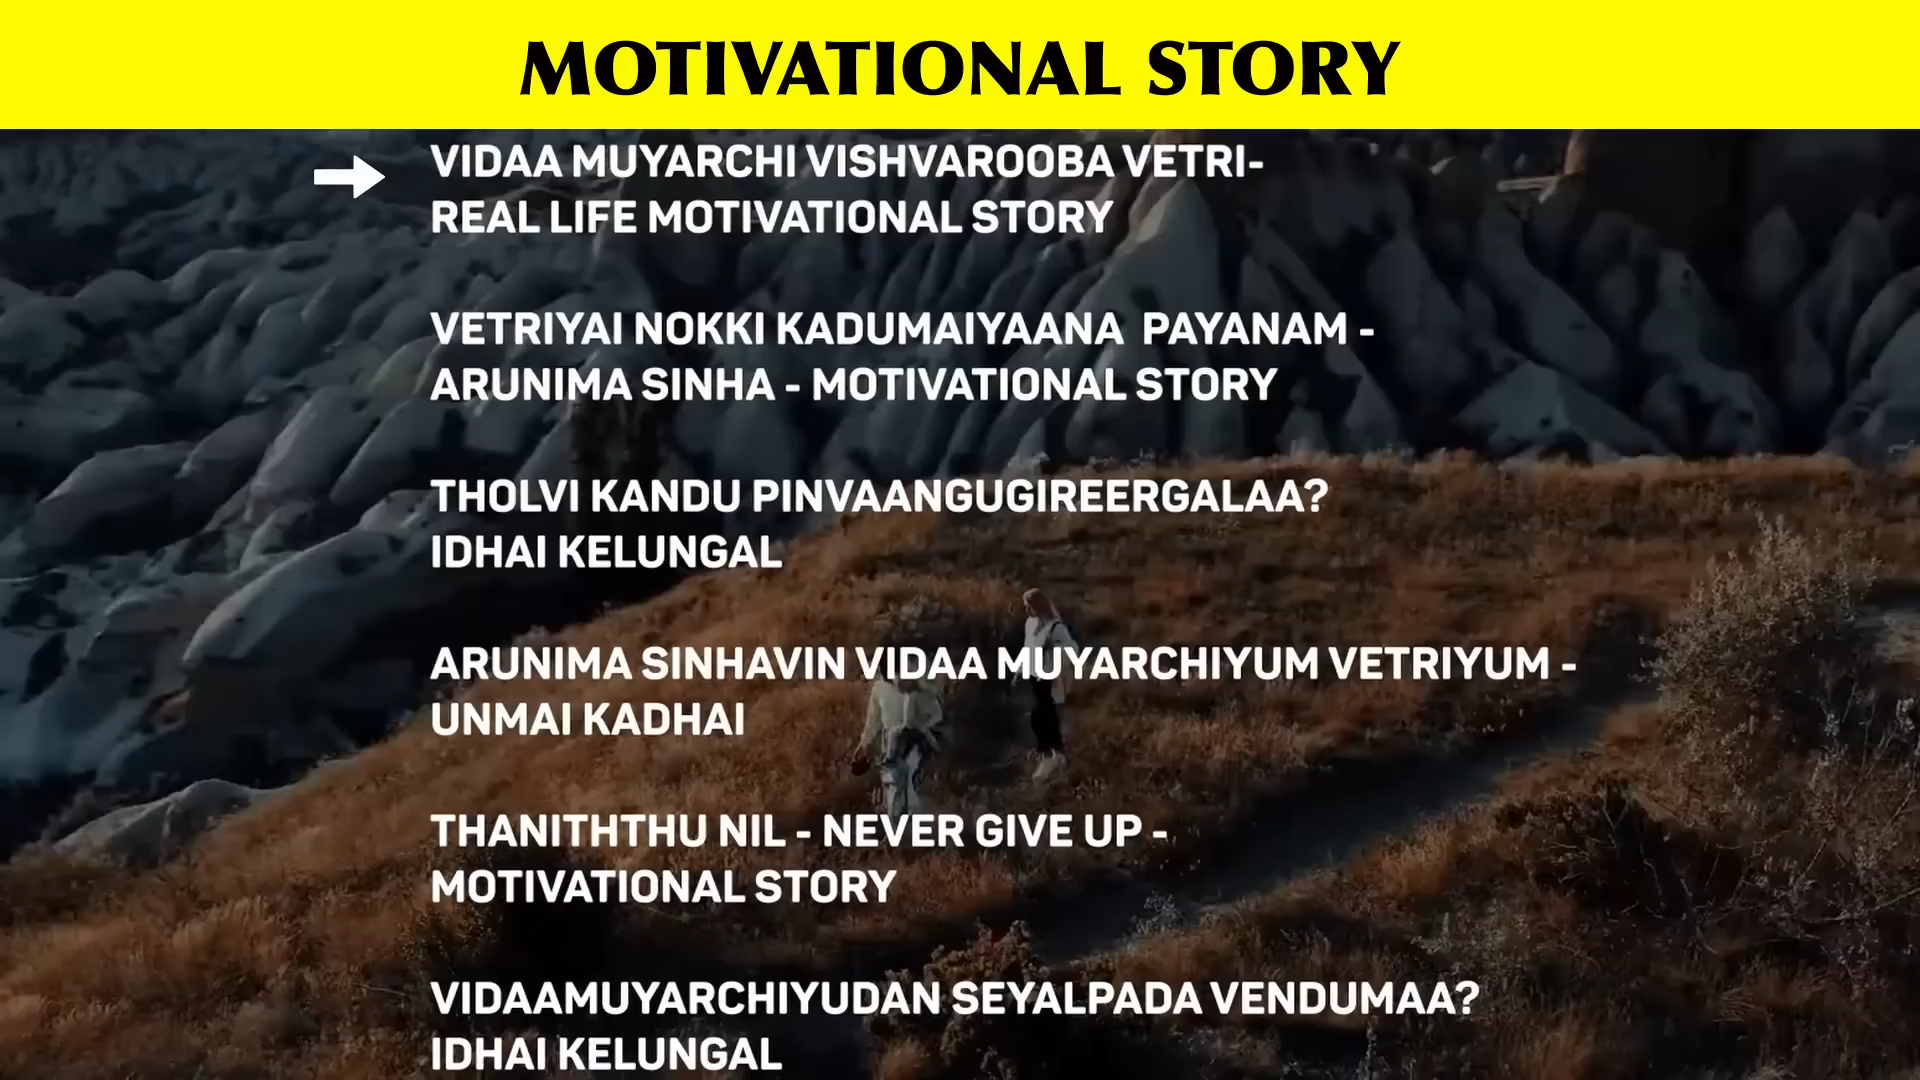 MOTIVATIONAL STORY
VIDAA MUYARCHI VISHVAROOBA VETRI-
REAL LIFE MOTIVATIONAL STORY
VETRIYAI NOKKI KADUMAIYAANA PAYANAM -
ARUNIMA SINHA - MOTIVATIONAL STORY
THOLVI KANDU PINVAANGUGIREERGALAA?
IDHAI KELUNGAL
ARUNIMA SINHAVIN VIDAA MUYARCHIYUM VETRIYUM -
UNMAI KADHAI
THANITHTHU NIL - NEVER GIVE UP -
MOTIVATIONAL STORY
VIDAAMUYARCHIYUDAN SEYALPADA VENDUMAA?
IDHAI KELUNGAL